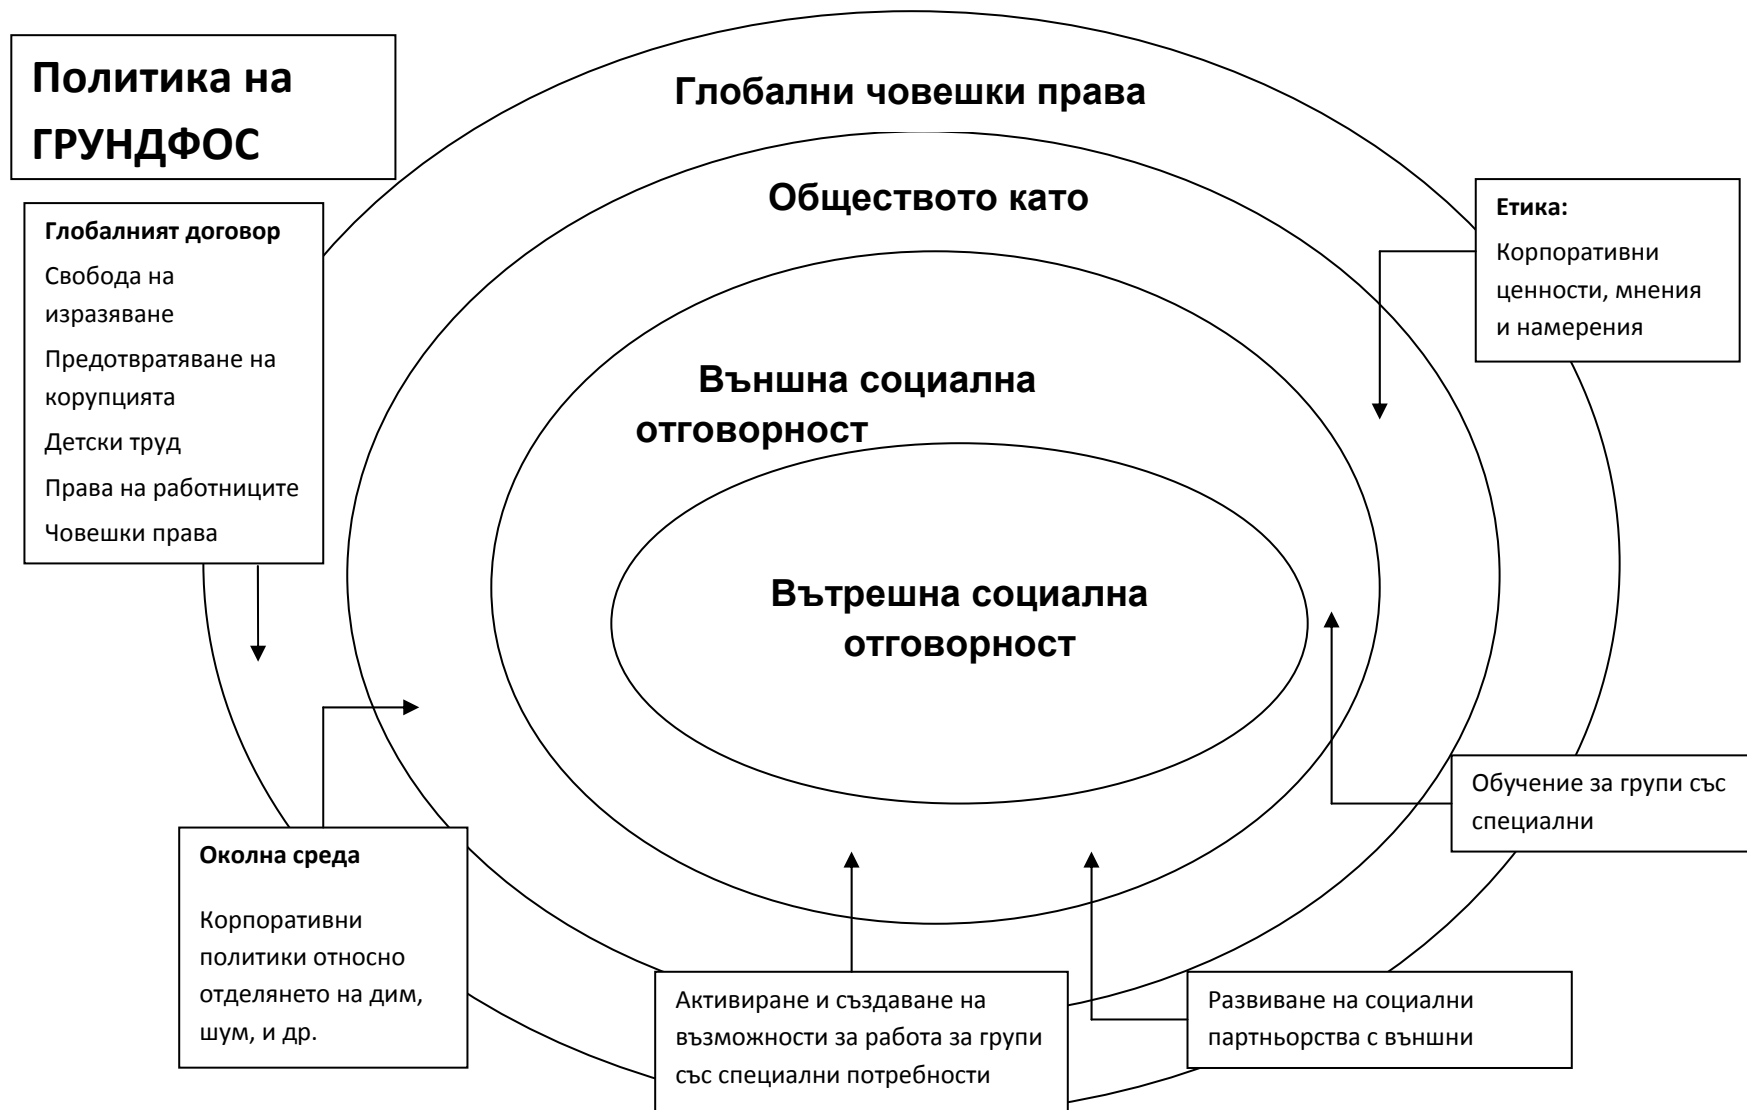 Политика на
ГРУНДФОС
Глобални човешки права
Обществото като
Външна социална
отговорност
Вътрешна социална
отговорност
Глобалният договор
Свобода на
изразяване
Предотвратяване на
корупцията
Детски труд
Права на работниците
Човешки права
Етика:
Корпоративни
ценности, мнения
и намерения
Обучение за групи със
специални
Околна среда
Корпоративни
политики относно
отделянето на дим,
шум, и др.
Активиране и създаване на
възможности за работа за групи
със специални потребности
Развиване на социални
партньорства с външни